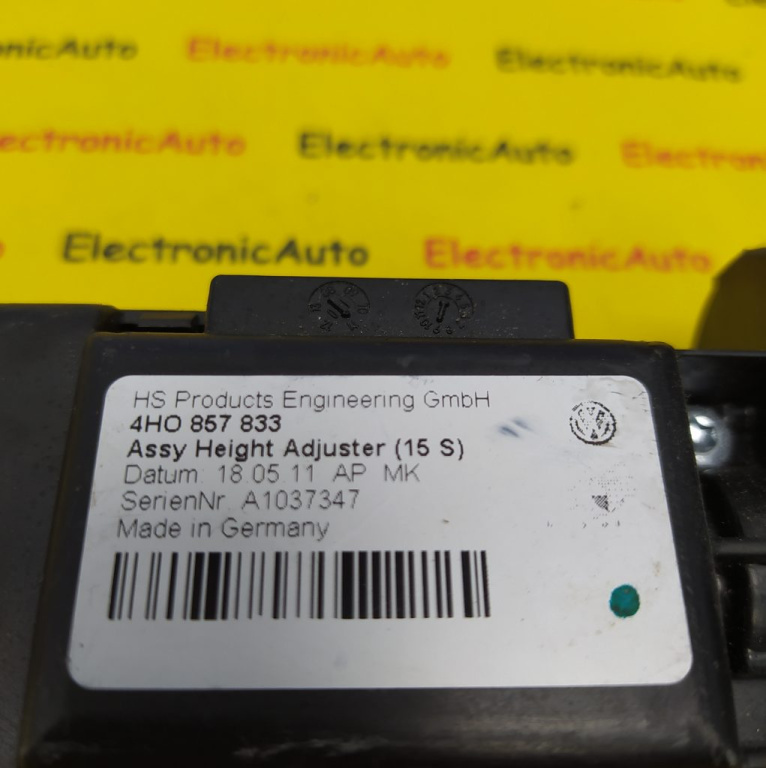 ElectronicAuto ElectronicAuto
ElectronicAuto
ElectronicAuto ElectronicAuto
ElectronicAuto ElectronicAuto
HS Products Engineering GmbH
4HO 857 833
Assy Height Adjuster (15 S)
Datum: 18.05.11 AP MK
SerienNr. A1037347
Made in Germany